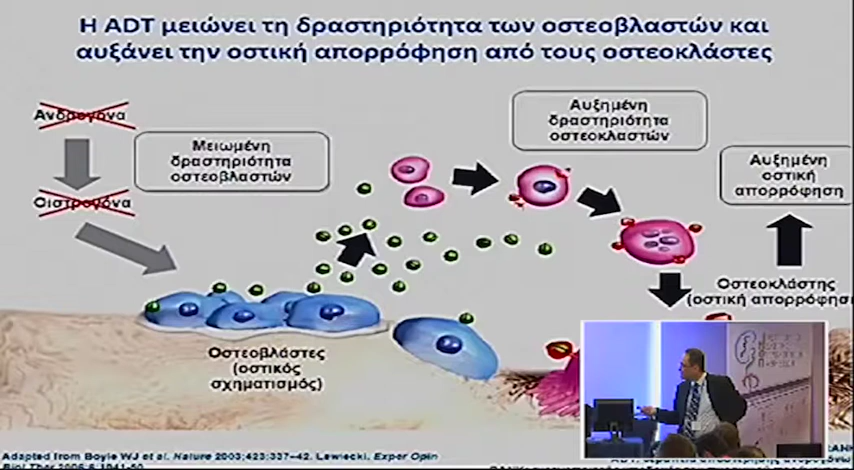 Η ADT μειώνει τη δραστηριότητα των οστεοβλαστών και
αυξάνει την οστική απορρόφηση από τους οστεοκλάστες
Ανδρογόνα
Οιστρογόνα
Μειωμένη
δραστηριότητα
οστεοβλαστών
Αυξημένη
δραστηριότητα
οστεοκλαστών
Αυξημένη
οστική
απορρόφηση
Οστεοκλάστης
(οστική απορρόφηση
Οστεοβλάστες
(οστικός
σχηματισμός)
Adapted from Boyle WJ et al. Nature 2003;423:337–42. Lewiecki. Exper Opin
Biol Ther 2006;6:1041-50